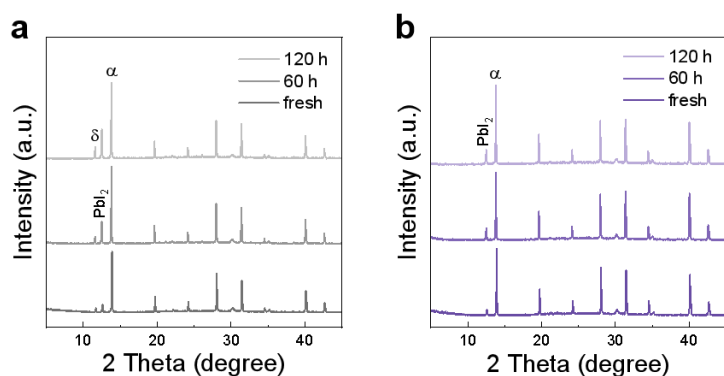 a
120 h
60 h
fresh
α
δ
PbI₂
Intensity (a.u.)
10 20 30 40
2 Theta (degree)
b
120 h
60 h
fresh
α
PbI₂
Intensity (a.u.)
10 20 30 40
2 Theta (degree)